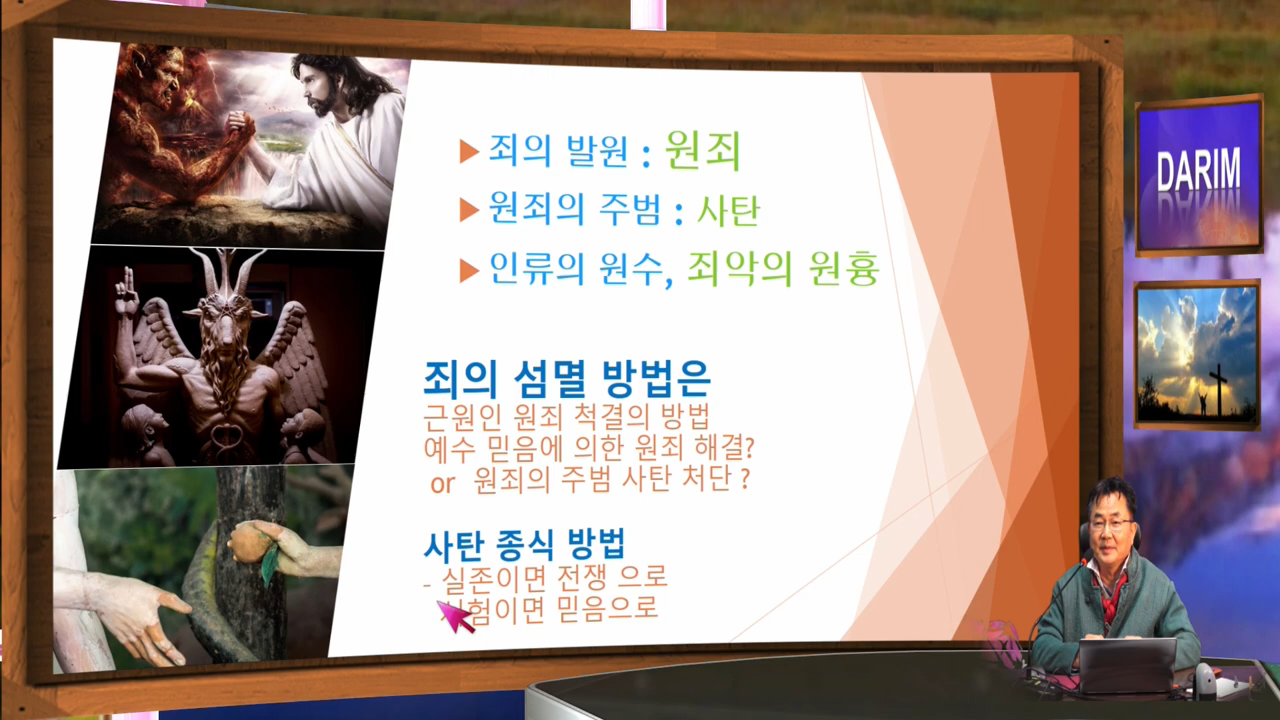 죄의 발원 : 원죄
원죄의 주범 : 사탄
인류의 원수, 죄악의 원흉
죄의 섬멸 방법은
근원인 원죄 척결의 방법
예수 믿음에 의한 원죄 해결?
or 원죄의 주범 사탄 처단 ?
사탄 종식 방법
- 실존이면 전쟁 으로
험이면 믿음으로
DARIM